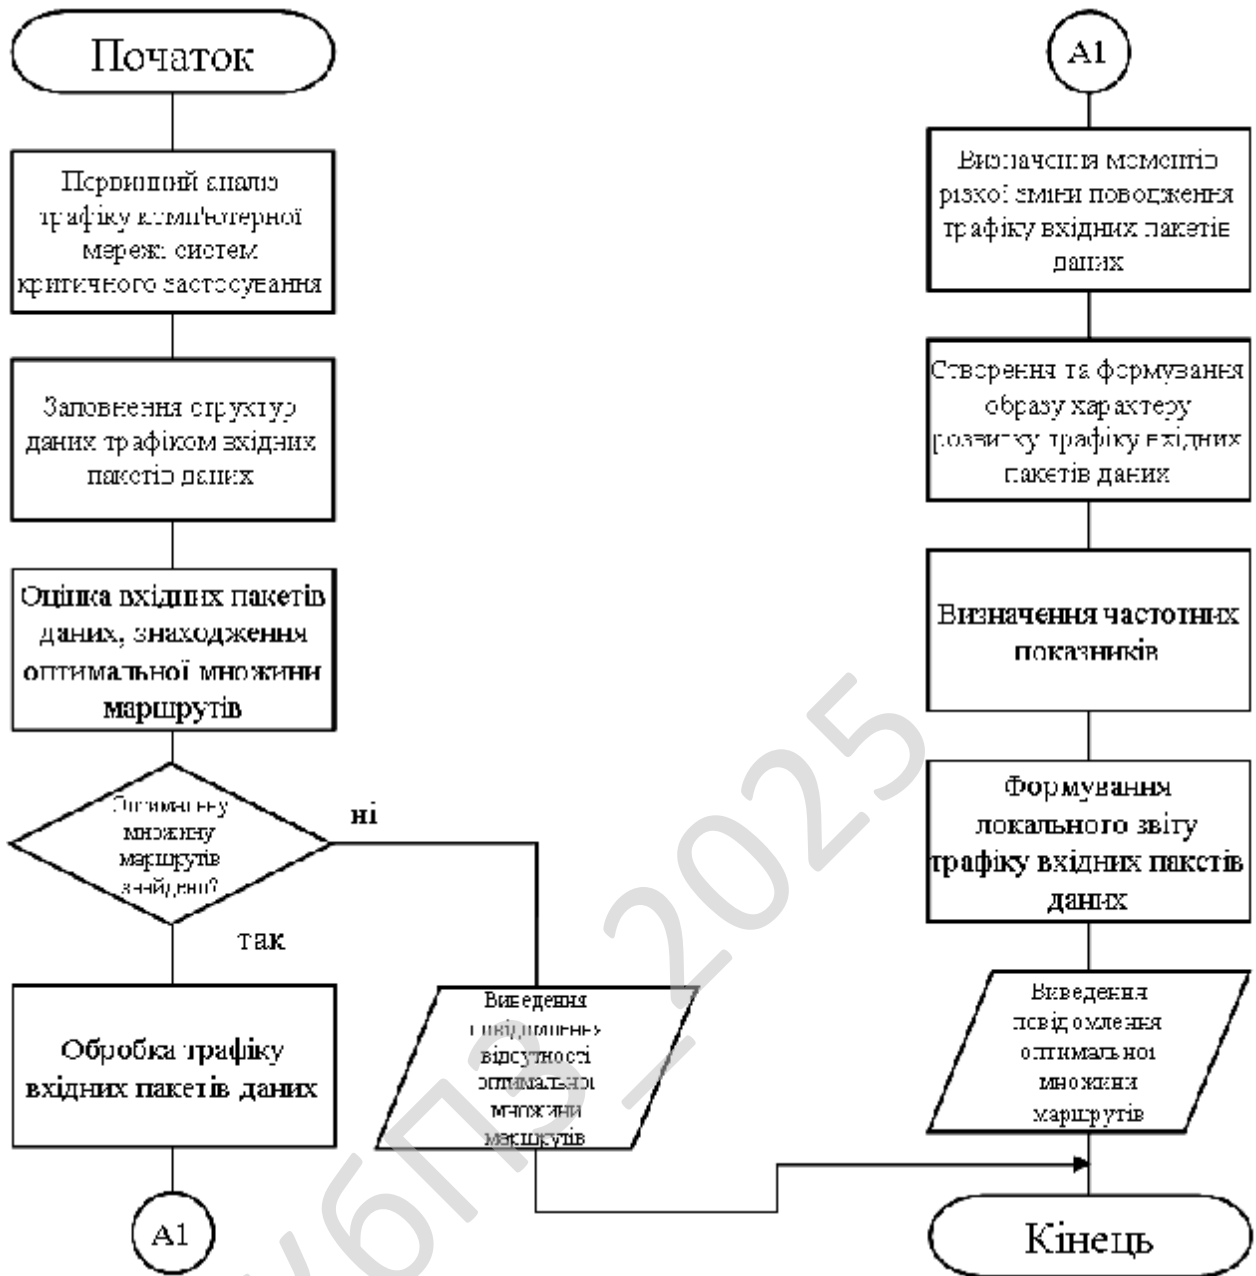 Початок
Первинний аналіз
трафіку комп'ютерної
мережі систем
критичного застосування
Заповнення структур
даних трафіком вхідних
пакетів даних
Оцінка вхідних пакетів
даних, знаходження
оптимальної множини
маршрутів
Оптимальну
множину
маршрутів
знайдено?
ні
так
Обробка трафіку
вхідних пакетів даних
A1
Виведення
повідомлення
відсутності
оптимальної
множини
маршрутів
A1
Визначення моментів
різкої зміни поводження
трафіку вхідних пакетів
даних
Створення та формування
образу характеру
розвитку трафіку вхідних
пакетів даних
Визначення частотних
показників
Формування
локального звіту
трафіку вхідних пакетів
даних
Виведення
повідомлення
оптимальної
множини
маршрутів
Кінець
КбПЗ_2025